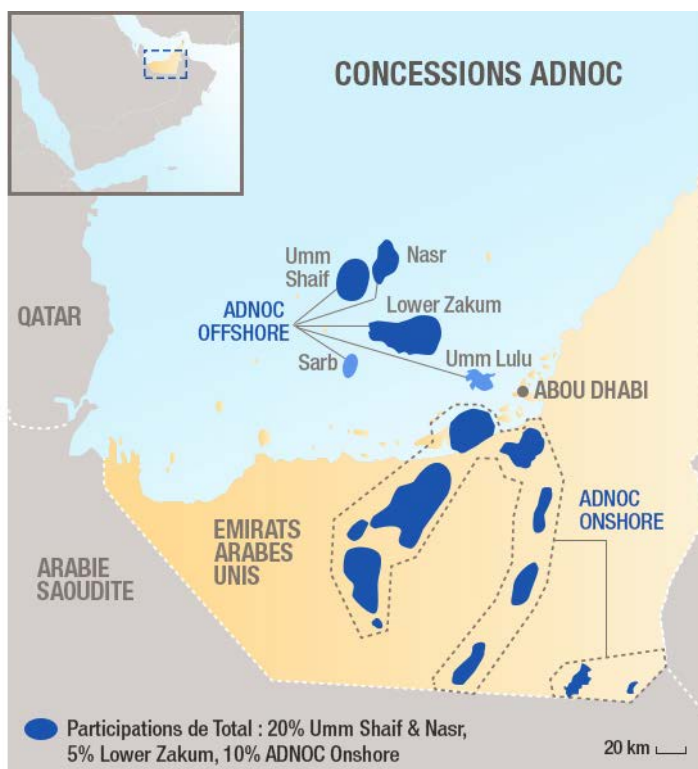 CONCESSIONS ADNOC
Umm
Shaif
Nasr
ADNOC
OFFSHORE
Lower Zakum
QATAR
Sarb
Umm Lulu
ABOU DHABI
ADNOC
ONSHORE
EMIRATS
ARABES
UNIS
ARABIE
SAOUDITE
Participations de Total : 20% Umm Shaif & Nasr,
5% Lower Zakum, 10% ADNOC Onshore
20 km